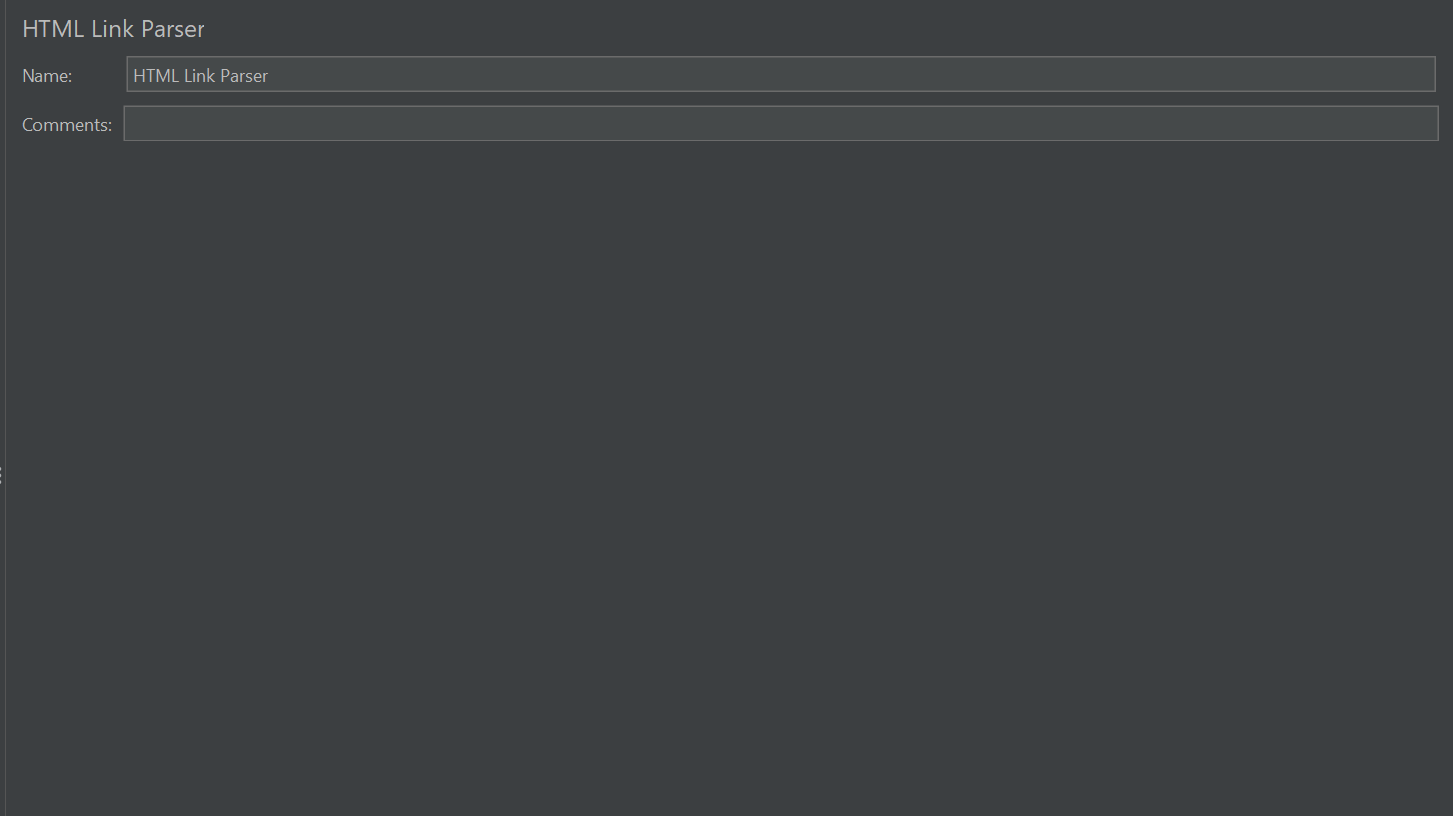 HTML Link Parser
Name: HTML Link Parser
Comments: